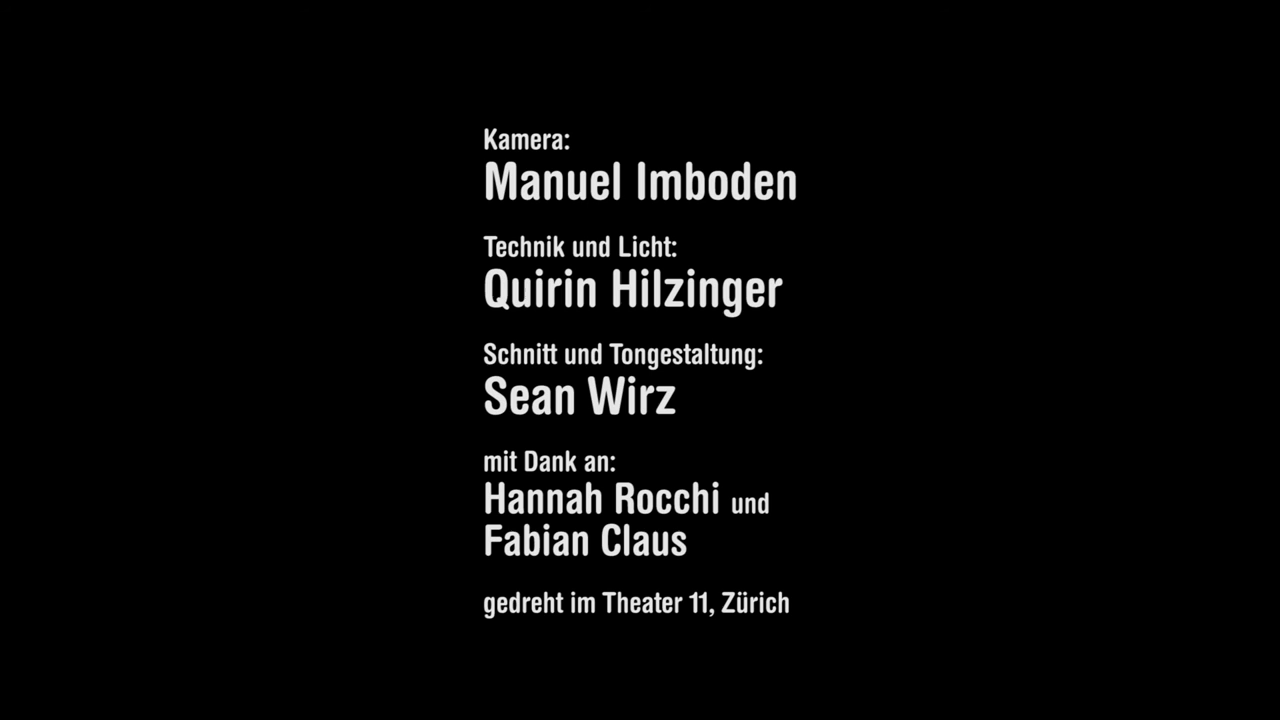 Kamera:
Manuel Imboden
Technik und Licht:
Quirin Hilzinger
Schnitt und Tongestaltung:
Sean Wirz
mit Dank an:
Hannah Rocchi und
Fabian Claus
gedreht im Theater 11, Zürich